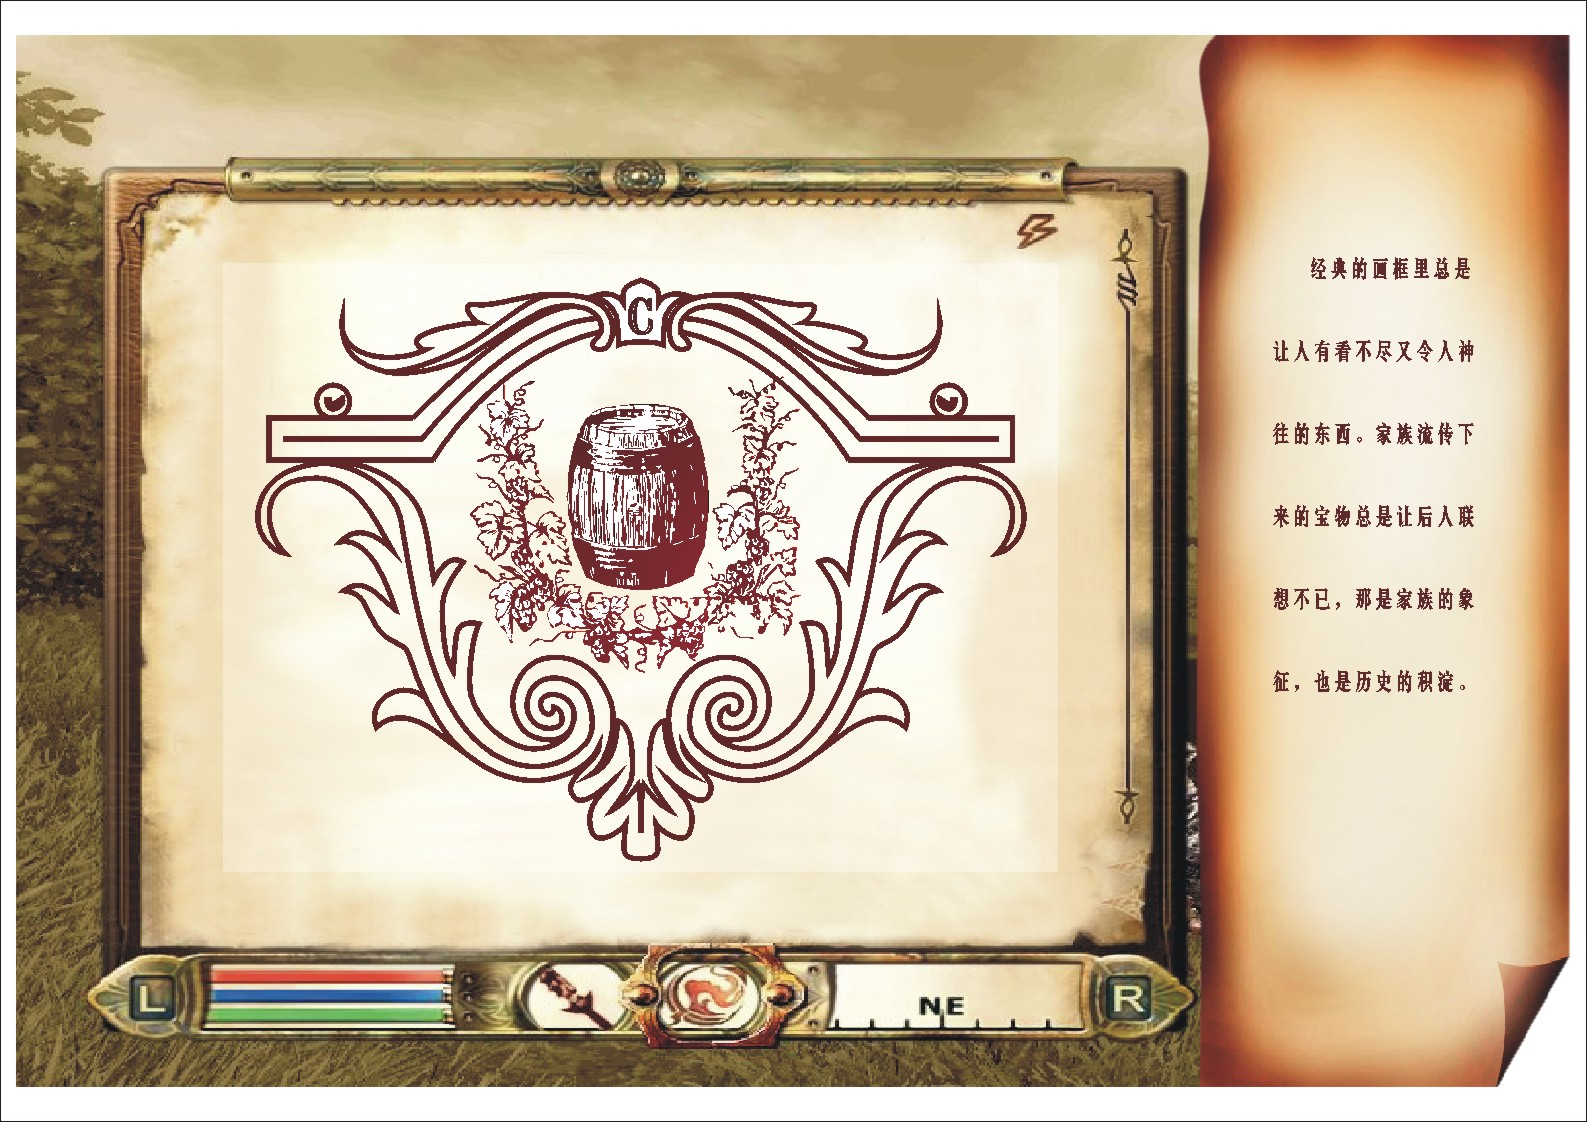 C
经典的画框里总是
让人有看不尽又令人神
往的东西。家族流传下
来的宝物总是让后人联
想不已，那是家族的象
征，也是历史的积淀。
L
NE
R